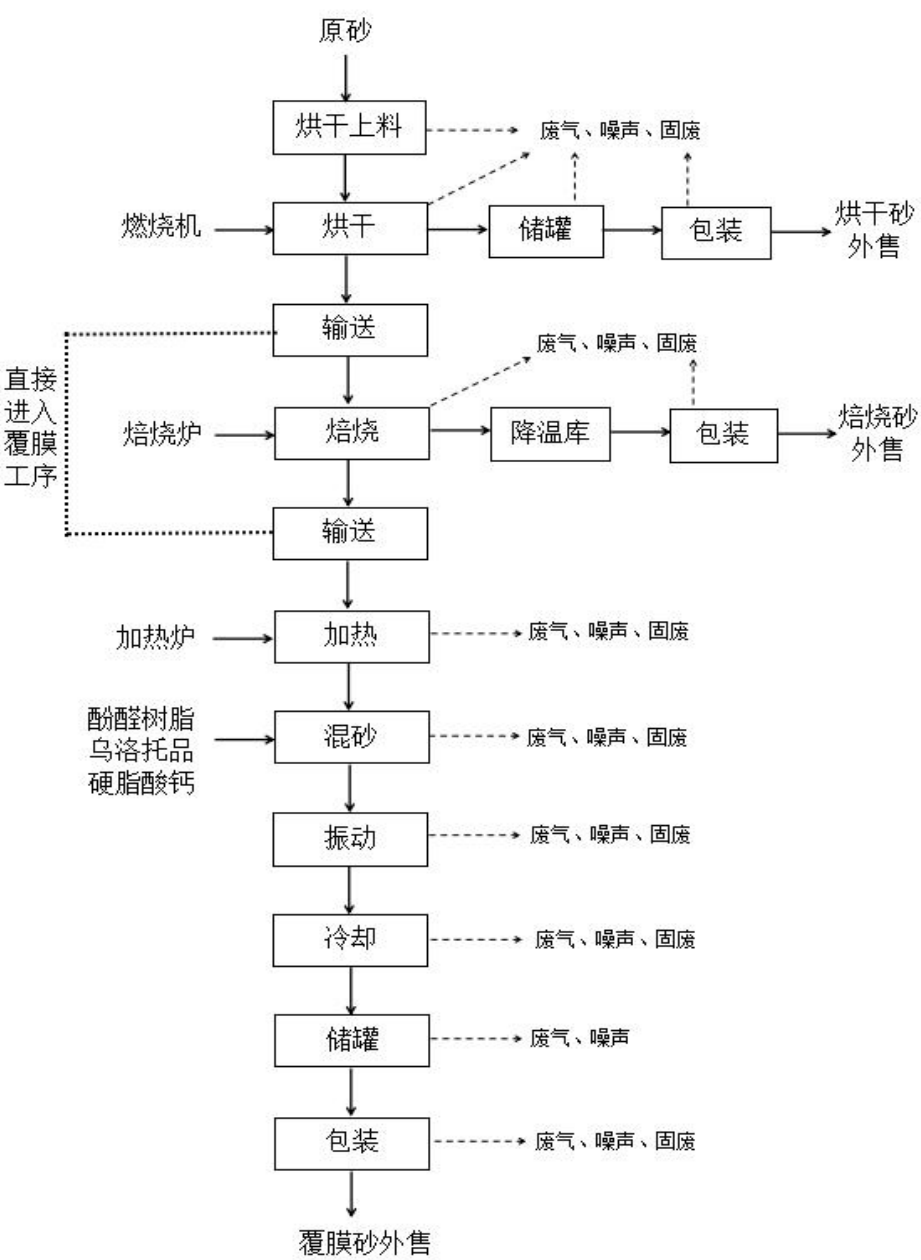 原砂
烘干上料
废气、噪声、固废
燃烧机
烘干
储罐
包装
烘干砂
外售
输送
废气、噪声、固废
直接
进入
覆膜
工序
焙烧炉
焙烧
降温库
包装
焙烧砂
外售
输送
加热炉
加热
废气、噪声、固废
酚醛树脂
乌洛托品
硬脂酸钙
混砂
废气、噪声、固废
振动
废气、噪声、固废
冷却
废气、噪声、固废
储罐
废气、噪声
包装
废气、噪声、固废
覆膜砂外售